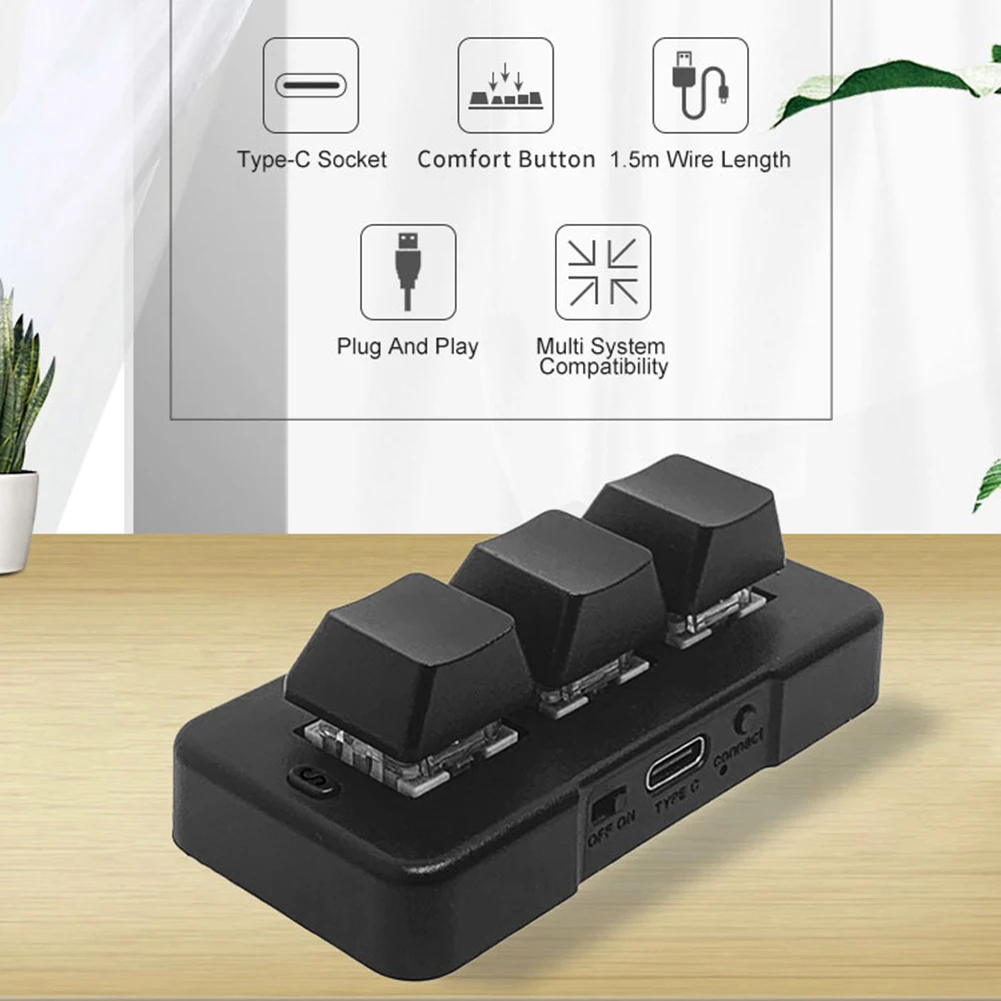 Type-C Socket
Comfort Button
1.5m Wire Length
Plug And Play
Multi System
Compatibility
S
OFF ON
TYPE C
connect